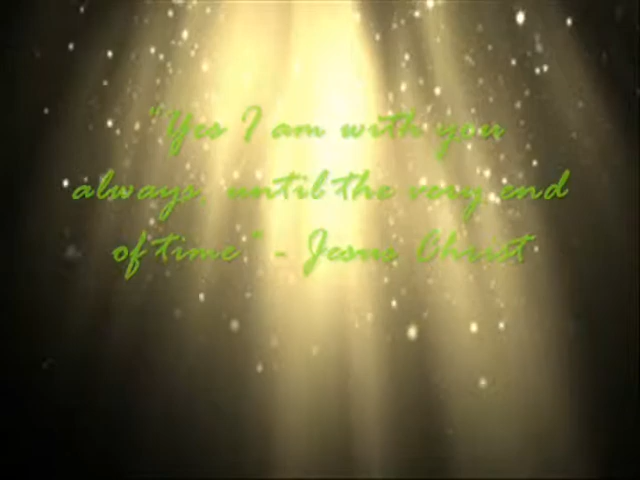 "Yes I am with you
always, until the very end
of time" - Jesus Christ